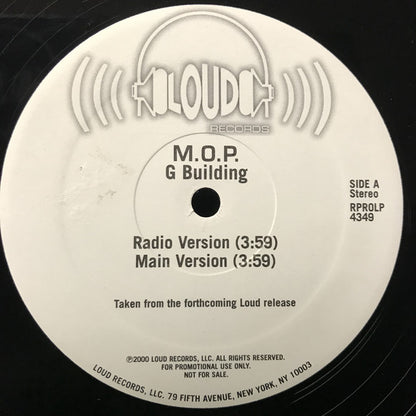 LOUD
RECORDS
M.O.P.
G Building
SIDE A
Stereo
RPROLP
4349
Radio Version (3:59)
Main Version (3:59)
Taken from the forthcoming Loud release
℗2000 LOUD RECORDS, LLC. ALL RIGHTS RESERVED.
FOR PROMOTIONAL USE ONLY.
NOT FOR SALE.
LOUD RECORDS, LLC. 79 FIFTH AVENUE, NEW YORK, NY 10003